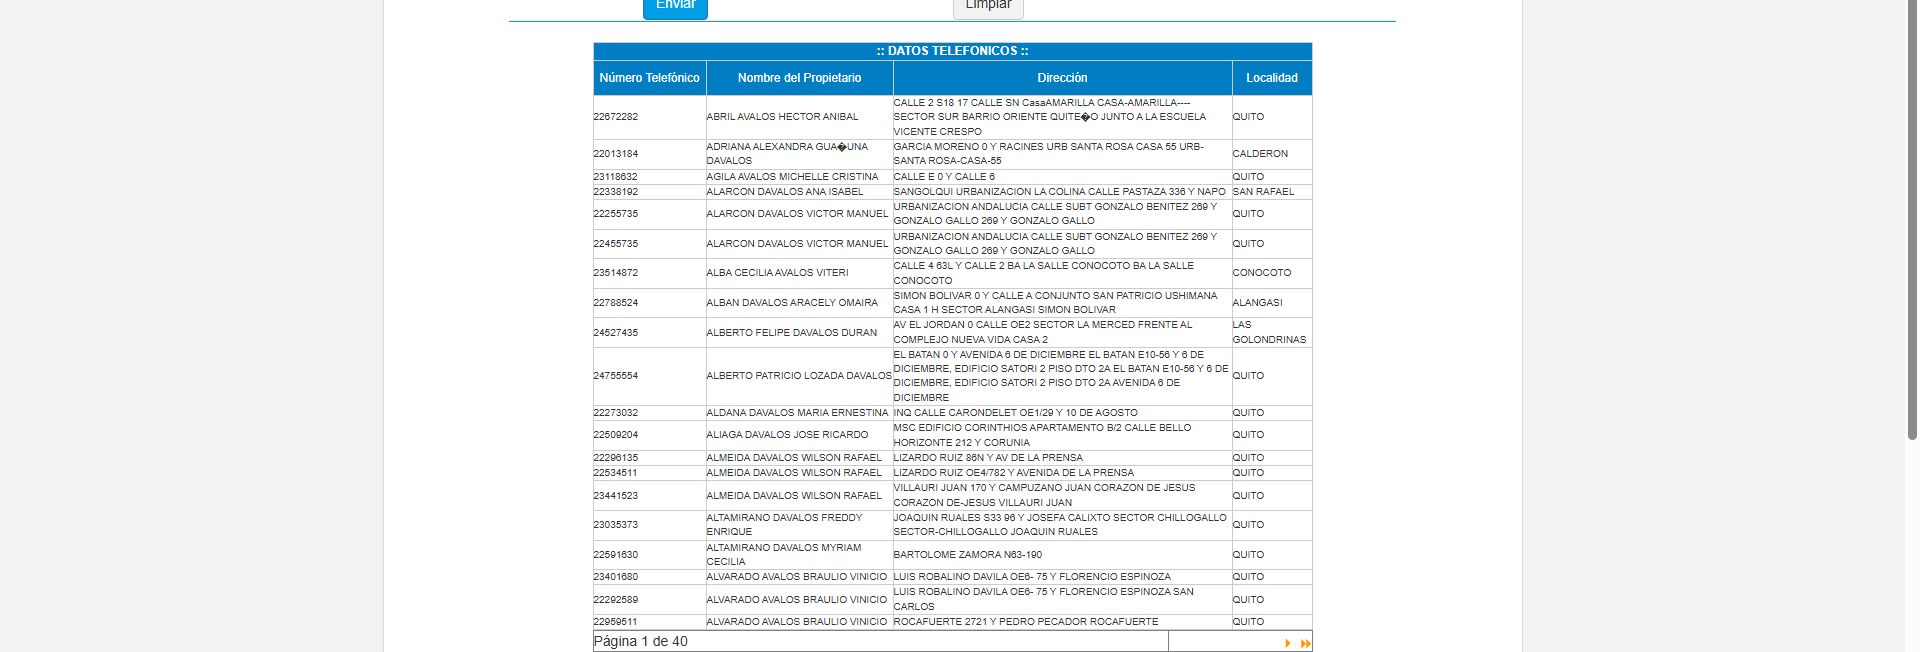 Enviar Limpiar
:: DATOS TELEFONICOS ::
Número Telefónico Nombre del Propietario Dirección Localidad
22672282 ABRIL AVALOS HECTOR ANIBAL CALLE 2 S18 17 CALLE SN CasaAMARILLA CASA-AMARILLA----
SECTOR SUR BARRIO ORIENTE QUITE�O JUNTO A LA ESCUELA
VICENTE CRESPO QUITO
22013184 ADRIANA ALEXANDRA GUA�UNA
DAVALOS GARCIA MORENO 0 Y RACINES URB SANTA ROSA CASA 55 URB-
SANTA ROSA-CASA-55 CALDERON
23118632 AGILA AVALOS MICHELLE CRISTINA CALLE E 0 Y CALLE 6 QUITO
22338192 ALARCON DAVALOS ANA ISABEL SANGOLQUI URBANIZACION LA COLINA CALLE PASTAZA 336 Y NAPO SAN RAFAEL
22255735 ALARCON DAVALOS VICTOR MANUEL URBANIZACION ANDALUCIA CALLE SUBT GONZALO BENITEZ 269 Y
GONZALO GALLO 269 Y GONZALO GALLO QUITO
22455735 ALARCON DAVALOS VICTOR MANUEL URBANIZACION ANDALUCIA CALLE SUBT GONZALO BENITEZ 269 Y
GONZALO GALLO 269 Y GONZALO GALLO QUITO
23514872 ALBA CECILIA AVALOS VITERI CALLE 4 63L Y CALLE 2 BA LA SALLE CONOCOTO BA LA SALLE
CONOCOTO CONOCOTO
22788524 ALBAN DAVALOS ARACELY OMAIRA SIMON BOLIVAR 0 Y CALLE A CONJUNTO SAN PATRICIO USHIMANA
CASA 1 H SECTOR ALANGASI SIMON BOLIVAR ALANGASI
24527435 ALBERTO FELIPE DAVALOS DURAN AV EL JORDAN 0 CALLE OE2 SECTOR LA MERCED FRENTE AL
COMPLEJO NUEVA VIDA CASA 2 LAS
GOLONDRINAS
24755554 ALBERTO PATRICIO LOZADA DAVALOS EL BATAN 0 Y AVENIDA 6 DE DICIEMBRE EL BATAN E10-56 Y 6 DE
DICIEMBRE, EDIFICIO SATORI 2 PISO DTO 2A EL BATAN E10-56 Y 6 DE
DICIEMBRE, EDIFICIO SATORI 2 PISO DTO 2A AVENIDA 6 DE
DICIEMBRE QUITO
22273032 ALDANA DAVALOS MARIA ERNESTINA INQ CALLE CARONDELET OE1/29 Y 10 DE AGOSTO QUITO
22509204 ALIAGA DAVALOS JOSE RICARDO MSC EDIFICIO CORINTHIOS APARTAMENTO B/2 CALLE BELLO
HORIZONTE 212 Y CORUNIA QUITO
22296135 ALMEIDA DAVALOS WILSON RAFAEL LIZARDO RUIZ 86N Y AV DE LA PRENSA QUITO
22534511 ALMEIDA DAVALOS WILSON RAFAEL LIZARDO RUIZ OE4/782 Y AVENIDA DE LA PRENSA QUITO
23441523 ALMEIDA DAVALOS WILSON RAFAEL VILLAURI JUAN 170 Y CAMPUZANO JUAN CORAZON DE JESUS
CORAZON DE-JESUS VILLAURI JUAN QUITO
23035373 ALTAMIRANO DAVALOS FREDDY
ENRIQUE JOAQUIN RUALES S33 96 Y JOSEFA CALIXTO SECTOR CHILLOGALLO
SECTOR-CHILLOGALLO JOAQUIN RUALES QUITO
22591630 ALTAMIRANO DAVALOS MYRIAM
CECILIA BARTOLOME ZAMORA N63-190 QUITO
23401680 ALVARADO AVALOS BRAULIO VINICIO LUIS ROBALINO DAVILA OE6- 75 Y FLORENCIO ESPINOZA QUITO
22292589 ALVARADO AVALOS BRAULIO VINICIO LUIS ROBALINO DAVILA OE6- 75 Y FLORENCIO ESPINOZA SAN
CARLOS QUITO
22959511 ALVARADO AVALOS BRAULIO VINICIO ROCAFUERTE 2721 Y PEDRO PECADOR ROCAFUERTE QUITO
Página 1 de 40